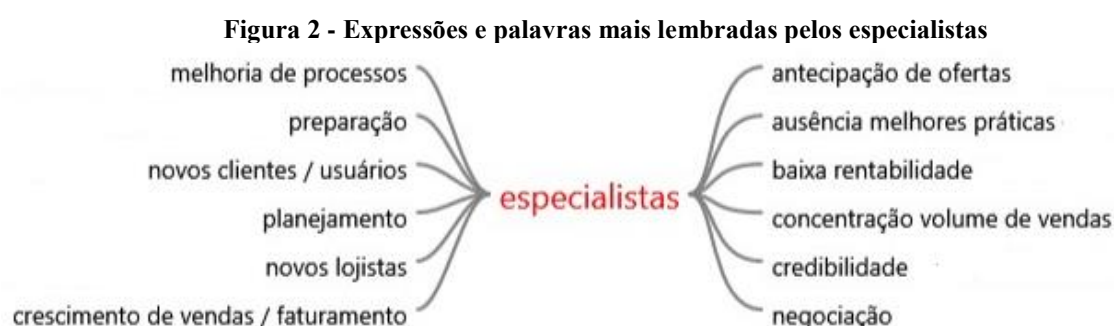 Figura 2 - Expressões e palavras mais lembradas pelos especialistas
melhoria de processos
preparação
novos clientes / usuários
planejamento
novos lojistas
crescimento de vendas / faturamento
especialistas
antecipação de ofertas
ausência melhores práticas
baixa rentabilidade
concentração volume de vendas
credibilidade
negociação